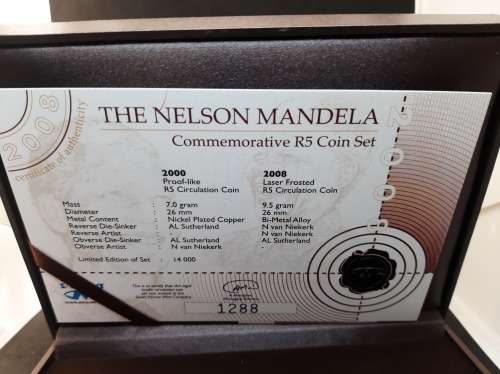 2008
certificate of authenticity
THE NELSON MANDELA
Commemorative R5 Coin Set
2000 2008
Proof-like Laser Frosted
R5 Circulation Coin R5 Circulation Coin
Mass : 7.0 gram 9.5 gram
Diameter : 26 mm 26 mm
Metal Content : Nickel Plated Copper Bi-Metal Alloy
Reverse Die-Sinker : AL Sutherland N van Niekerk
Reverse Artist : - N van Niekerk
Obverse Die-Sinker : AL Sutherland AL Sutherland
Obverse Artist : N van Niekerk -
Limited Edition of Set : 14 000
1288